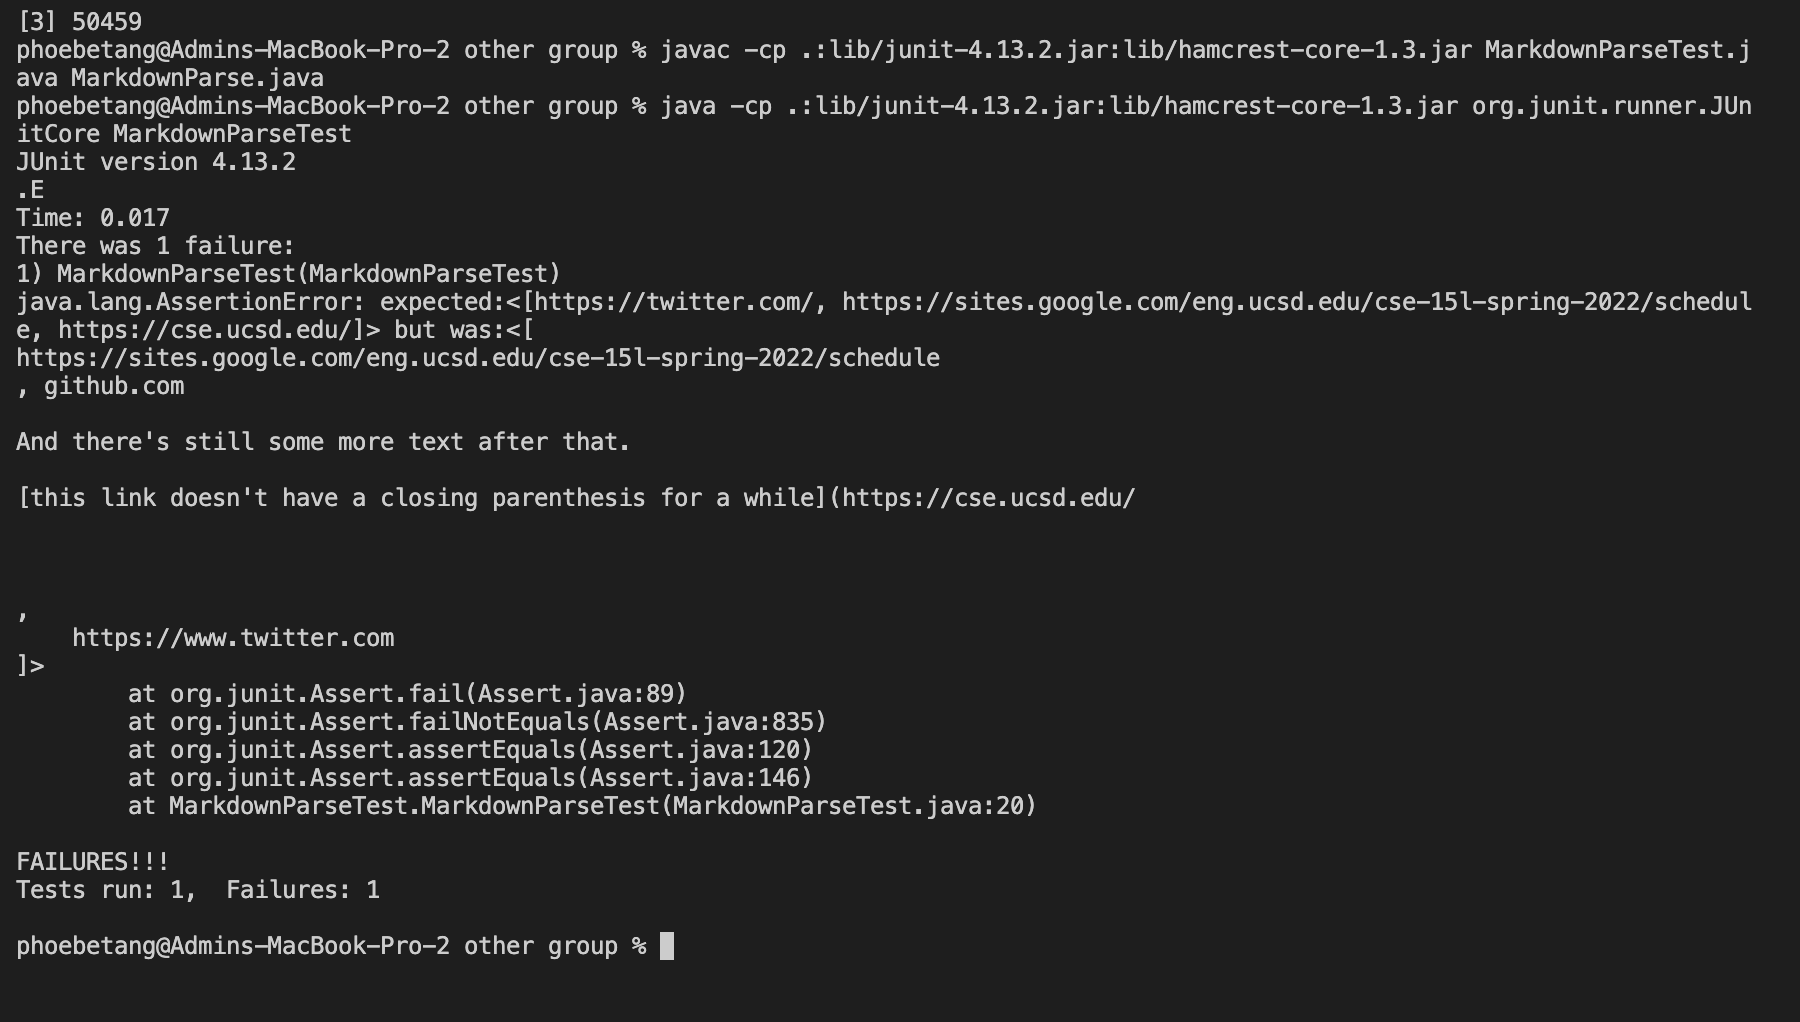 [3] 50459
phoebetang@Admins-MacBook-Pro-2 other group % javac -cp .:lib/junit-4.13.2.jar:lib/hamcrest-core-1.3.jar MarkdownParseTest.j
ava MarkdownParse.java
phoebetang@Admins-MacBook-Pro-2 other group % java -cp .:lib/junit-4.13.2.jar:lib/hamcrest-core-1.3.jar org.junit.runner.JUn
itCore MarkdownParseTest
JUnit version 4.13.2
.E
Time: 0.017
There was 1 failure:
1) MarkdownParseTest(MarkdownParseTest)
java.lang.AssertionError: expected:<[https://twitter.com/, https://sites.google.com/eng.ucsd.edu/cse-15l-spring-2022/schedul
e, https://cse.ucsd.edu/]> but was:<[
https://sites.google.com/eng.ucsd.edu/cse-15l-spring-2022/schedule
, github.com

And there's still some more text after that.

[this link doesn't have a closing parenthesis for a while](https://cse.ucsd.edu/



,
    https://www.twitter.com
]>
        at org.junit.Assert.fail(Assert.java:89)
        at org.junit.Assert.failNotEquals(Assert.java:835)
        at org.junit.Assert.assertEquals(Assert.java:120)
        at org.junit.Assert.assertEquals(Assert.java:146)
        at MarkdownParseTest.MarkdownParseTest(MarkdownParseTest.java:20)

FAILURES!!!
Tests run: 1,  Failures: 1

phoebetang@Admins-MacBook-Pro-2 other group %